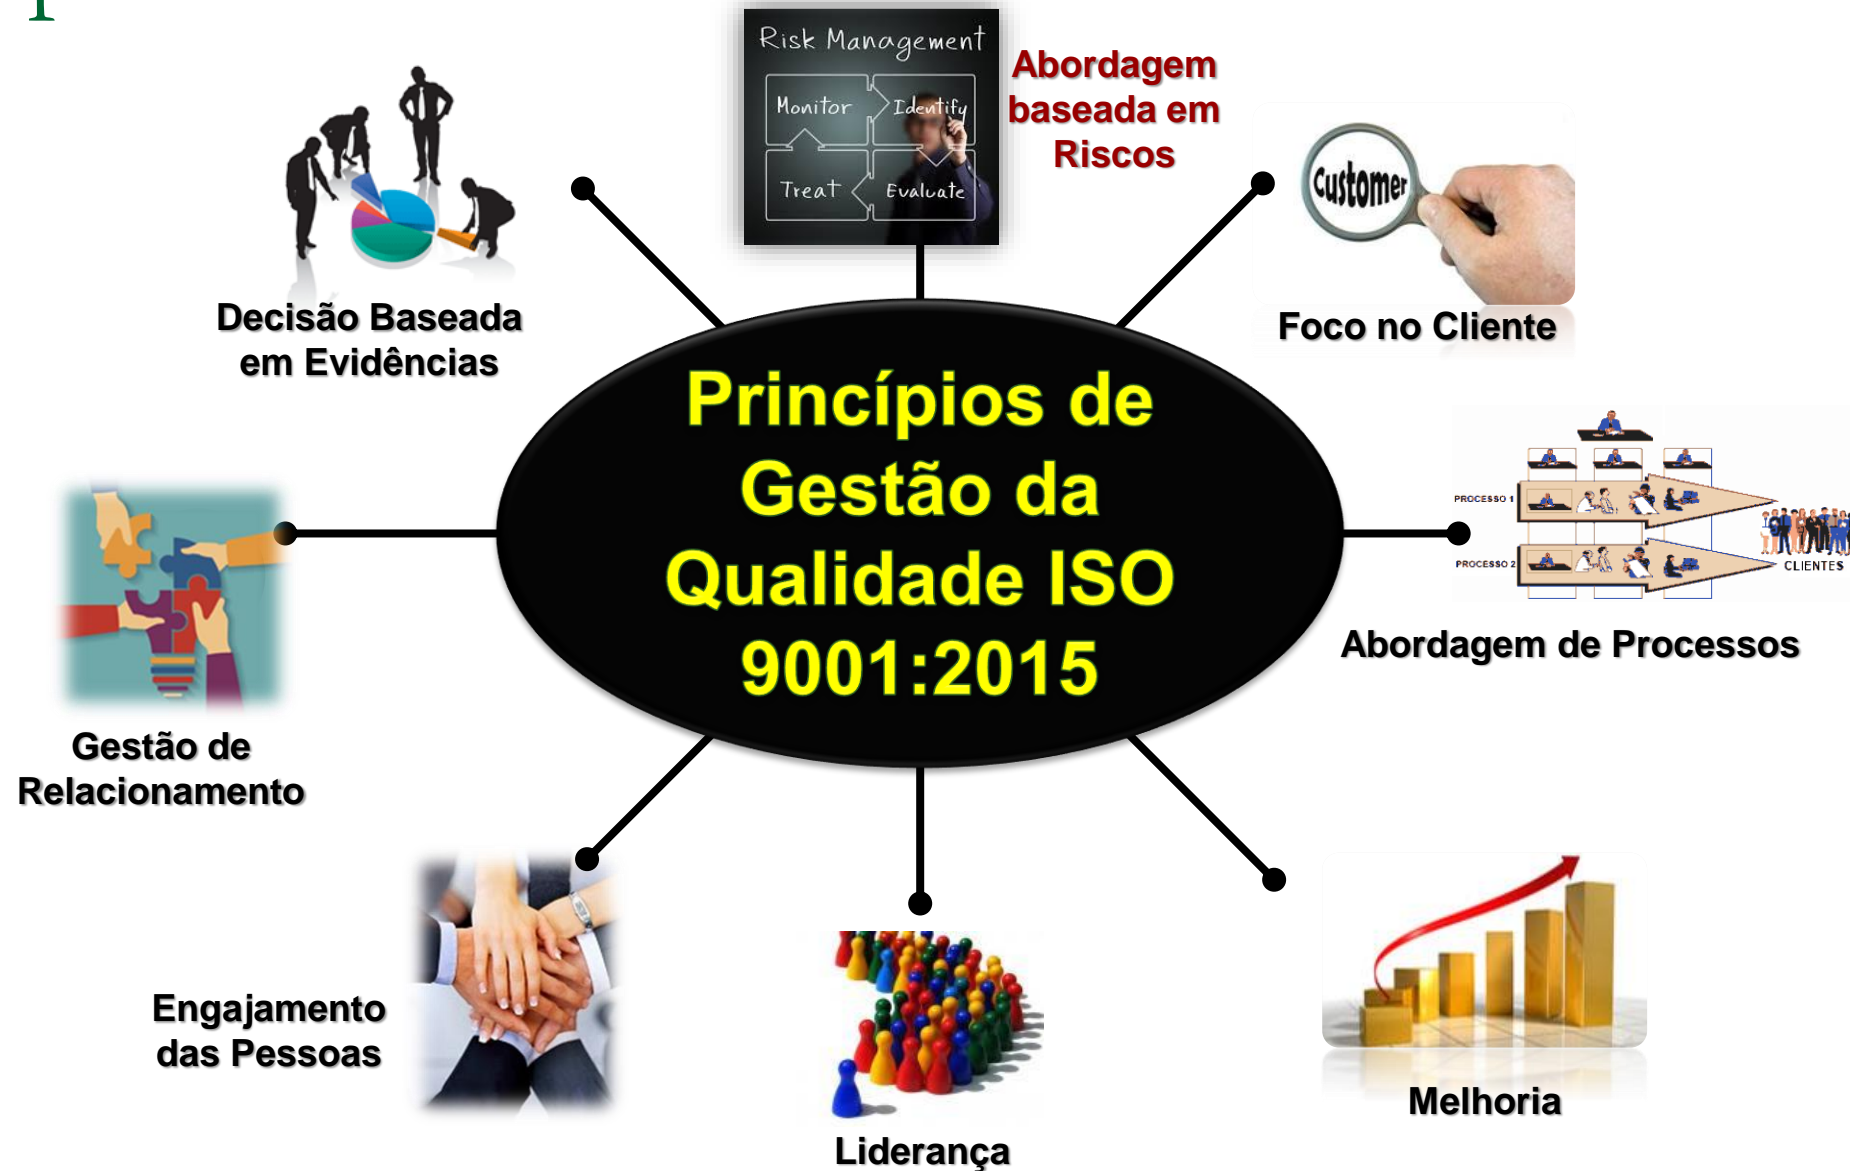 Risk Management
Monitor
Identify
Treat
Evaluate
Abordagem
baseada em
Riscos
Customer
Foco no Cliente
Decisão Baseada
em Evidências
Princípios de
Gestão da
Qualidade ISO
9001:2015
PROCESSO 1
PROCESSO 2
CLIENTES
Abordagem de Processos
Gestão de
Relacionamento
Engajamento
das Pessoas
Liderança
Melhoria